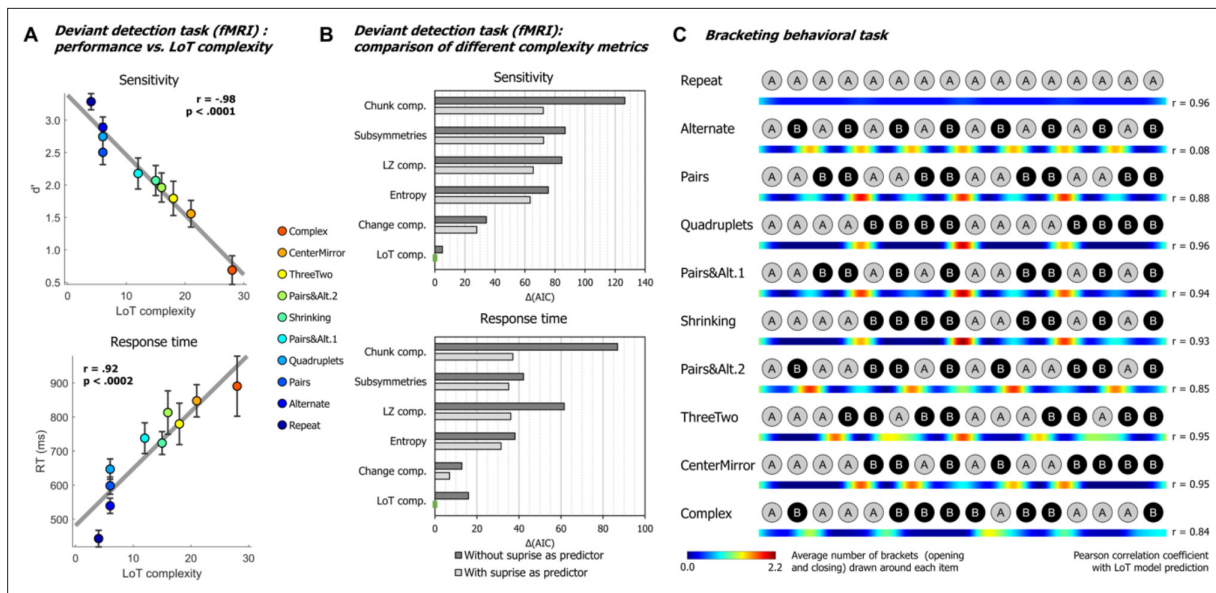 A
Deviant detection task (fMRI) :
performance vs. LoT complexity
Sensitivity
r = -.98
p < .0001
3.0
2.5
2.0
1.5
1.0
0.5
d'
0 10 20 30
LoT complexity
Response time
r = .92
p < .0002
900
800
700
600
500
RT (ms)
0 10 20 30
LoT complexity
Complex
CenterMirror
ThreeTwo
Pairs&Alt.2
Shrinking
Pairs&Alt.1
Quadruplets
Pairs
Alternate
Repeat
B
Deviant detection task (fMRI):
comparison of different complexity metrics
Sensitivity
Chunk comp.
Subsymmetries
LZ comp.
Entropy
Change comp.
LoT comp.
0 20 40 60 80 100 120 140
Δ(AIC)
Response time
Chunk comp.
Subsymmetries
LZ comp.
Entropy
Change comp.
LoT comp.
0 20 40 60 80 100
Δ(AIC)
Without suprise as predictor
With suprise as predictor
C
Bracketing behavioral task
Repeat A A A A A A A A A A A A A A A A
r = 0.96
Alternate A B A B A B A B A B A B A B A B
r = 0.08
Pairs A A B B A A B B A A B B A A B B
r = 0.88
Quadruplets A A A A B B B B A A A A B B B B
r = 0.96
Pairs&Alt.1 A A B B A B A B A A B B A B A B
r = 0.94
Shrinking A A A A B B B B A A B B A B A B
r = 0.93
Pairs&Alt.2 A B A A B B A B A B A A B B A B
r = 0.85
ThreeTwo
r = 0.95
CenterMirror A A A A B B A B A B A A B B B B
r = 0.95
Complex A B A A A B B B B A B B A A A B
r = 0.84
0.0 2.2
Average number of brackets (opening
and closing) drawn around each item
Pearson correlation coefficient
with LoT model prediction